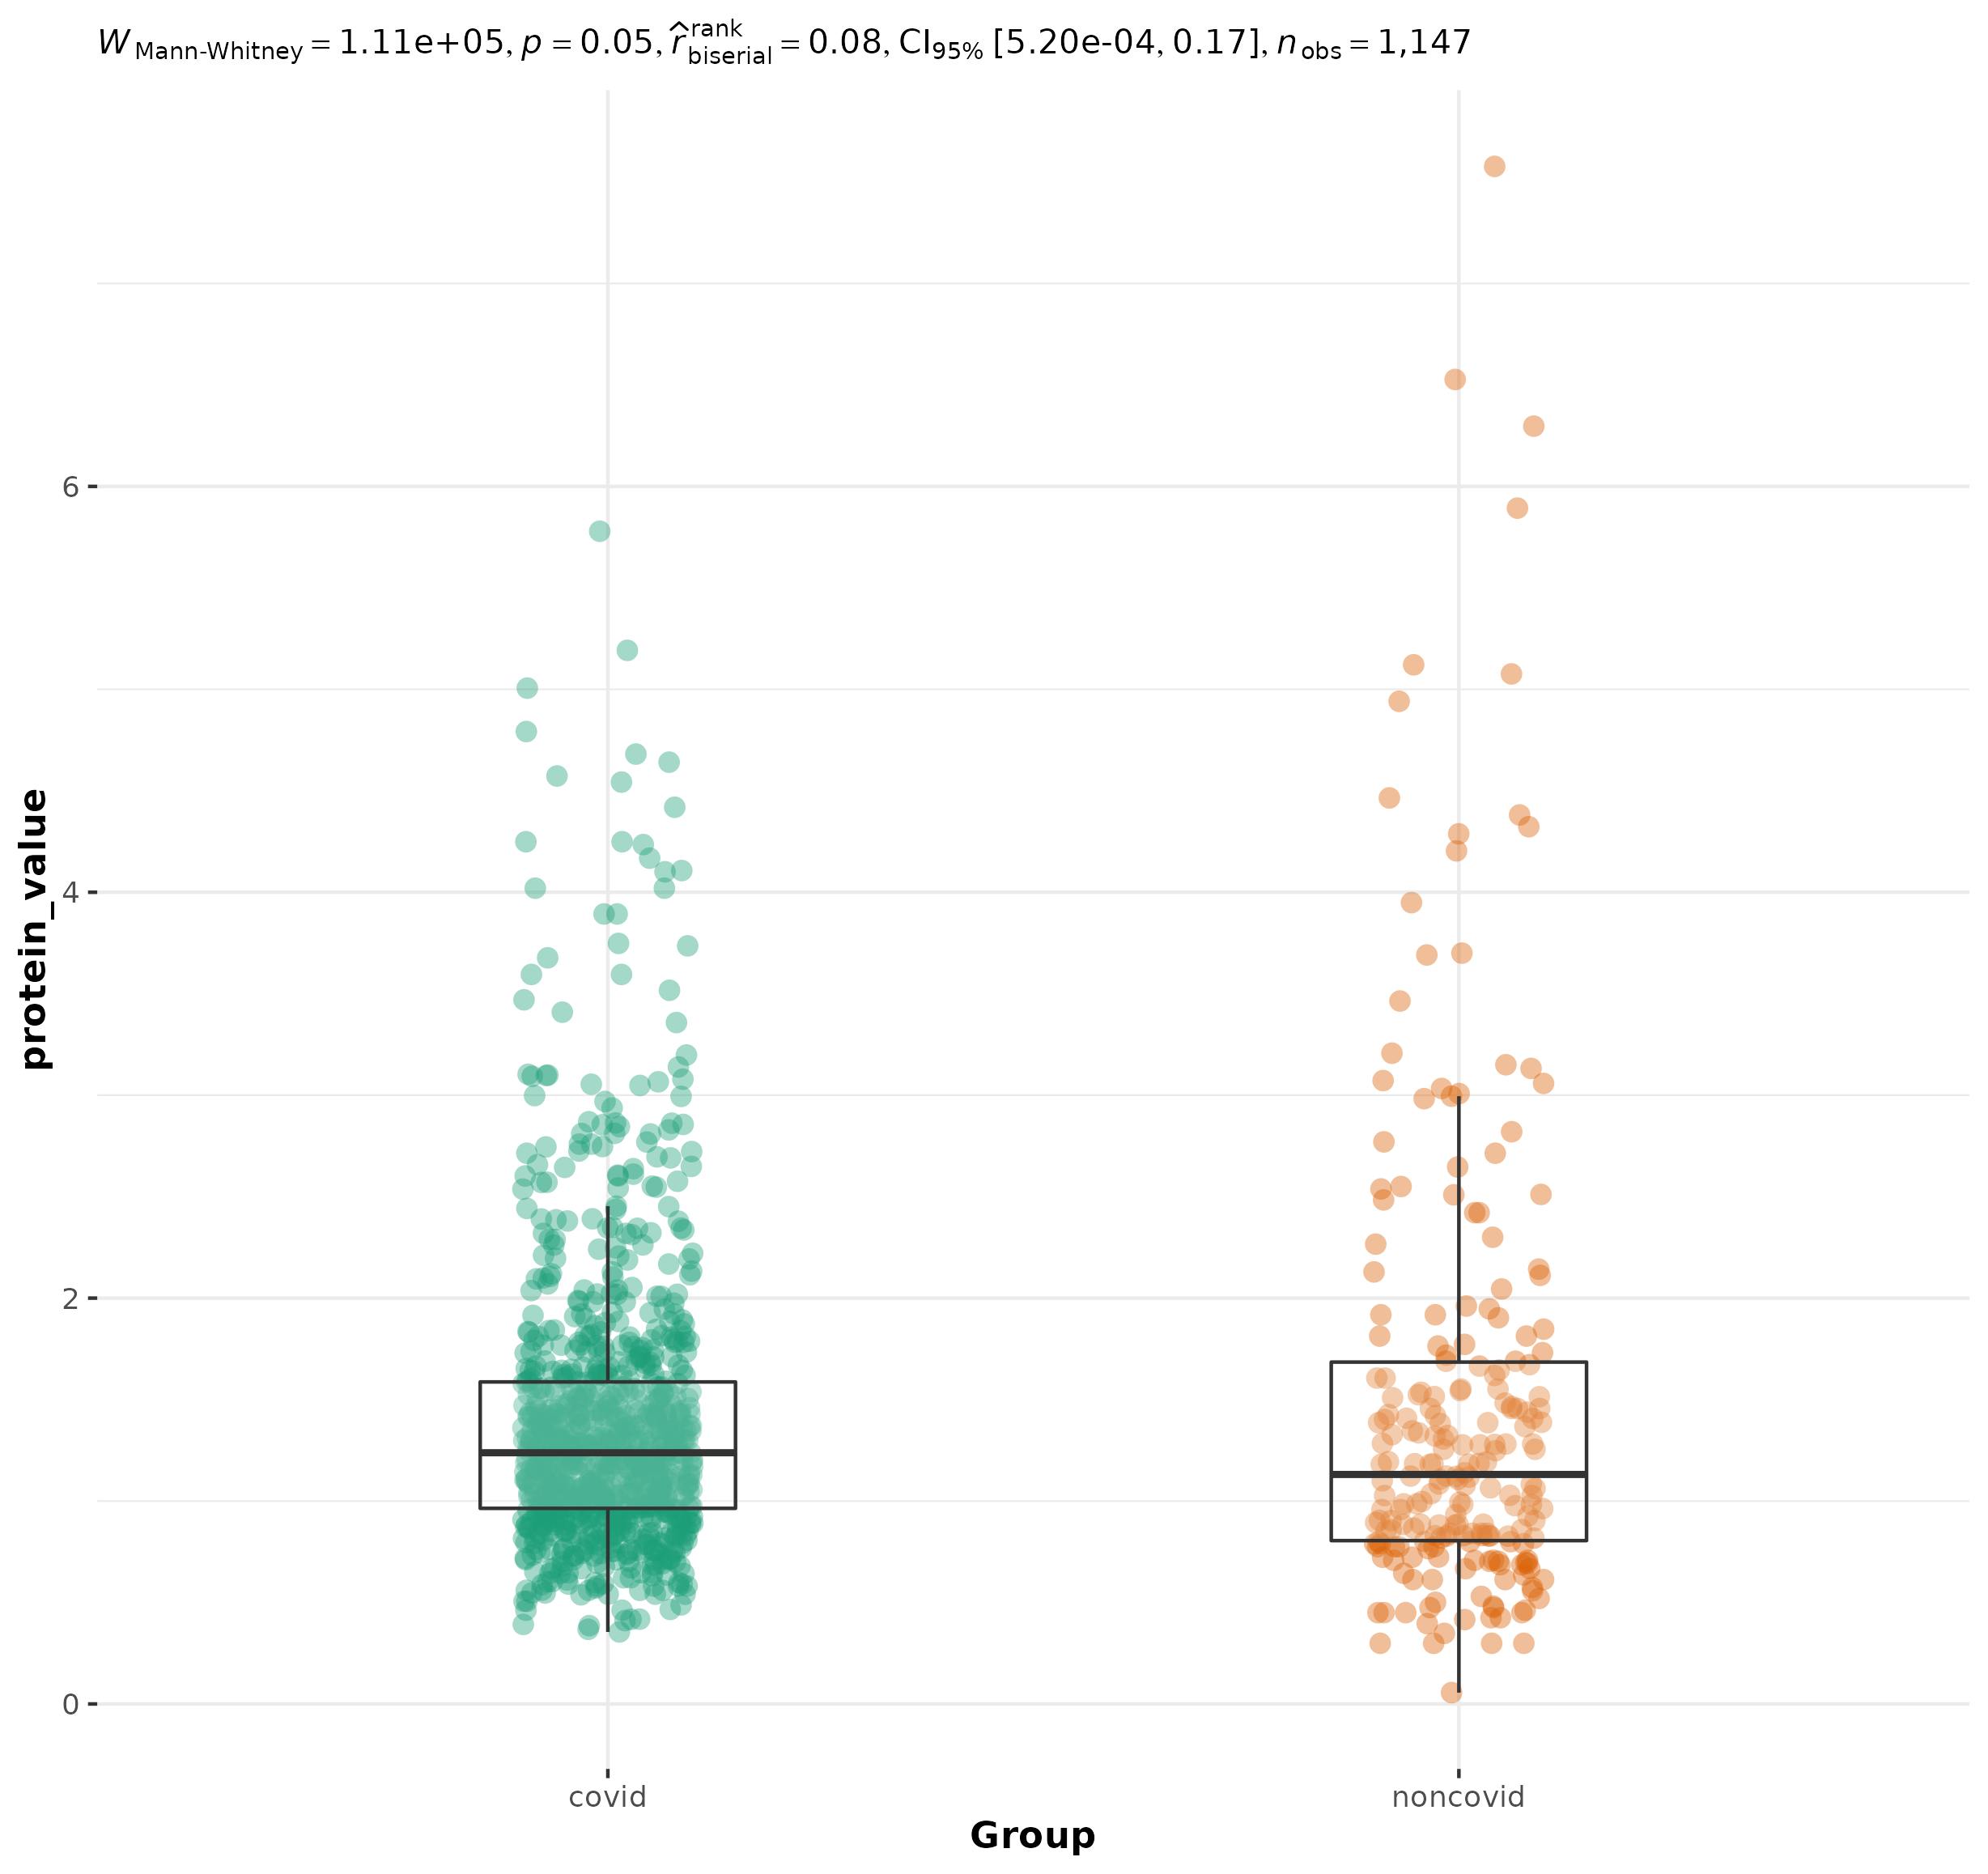 W Mann-Whitney = 1.11e+05, p = 0.05, r̂ rank biserial = 0.08, CI95% [5.20e-04, 0.17], nobs = 1,147
6
4
2
0
protein_value
covid noncovid
Group